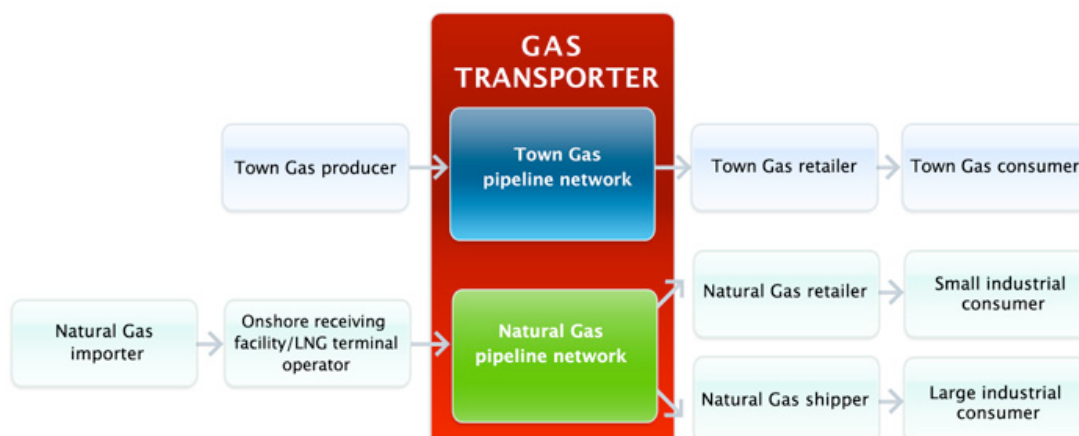 GAS
TRANSPORTER
Town Gas producer
Town Gas
pipeline network
Town Gas retailer
Town Gas consumer
Natural Gas
importer
Onshore receiving
facility/LNG terminal
operator
Natural Gas
pipeline network
Natural Gas retailer
Small industrial
consumer
Natural Gas shipper
Large industrial
consumer